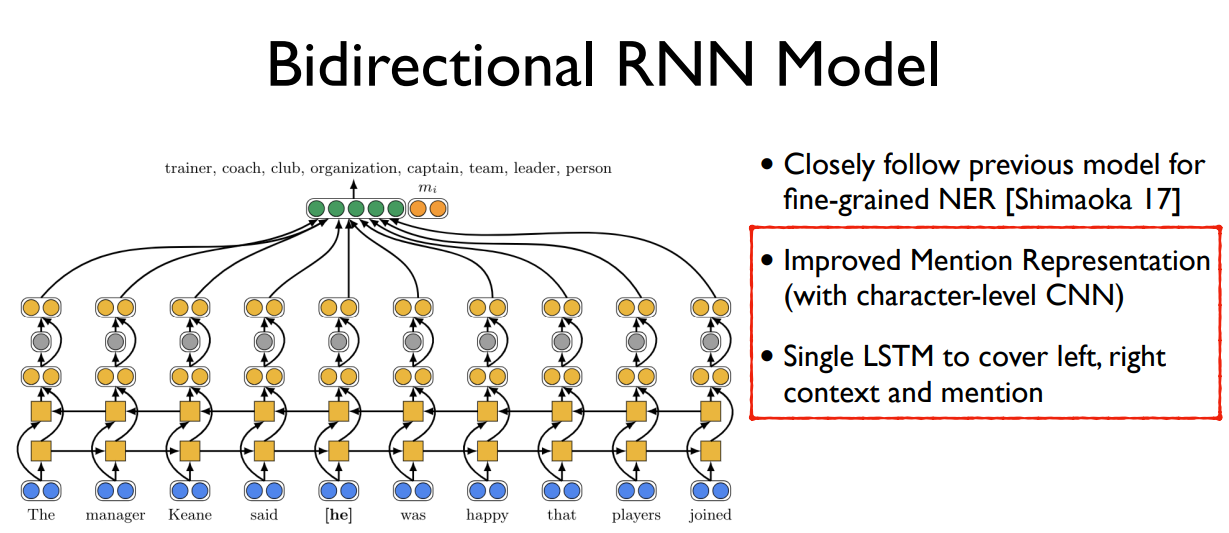 Bidirectional RNN Model
trainer, coach, club, organization, captain, team, leader, person
m_i
The manager Keane said [he] was happy that players joined
• Closely follow previous model for
fine-grained NER [Shimaoka 17]
• Improved Mention Representation
(with character-level CNN)
• Single LSTM to cover left, right
context and mention